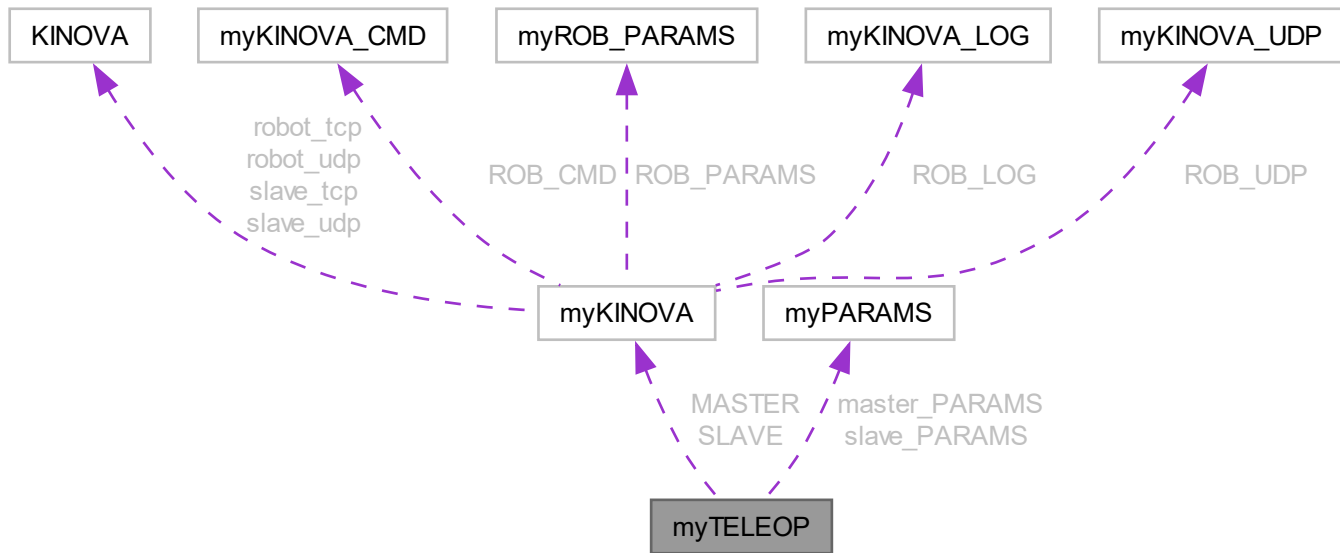 KINOVA
myKINOVA_CMD
myROB_PARAMS
myKINOVA_LOG
myKINOVA_UDP
robot_tcp
robot_udp
slave_tcp
slave_udp
ROB_CMD
ROB_PARAMS
ROB_LOG
ROB_UDP
myKINOVA
myPARAMS
MASTER
SLAVE
master_PARAMS
slave_PARAMS
myTELEOP